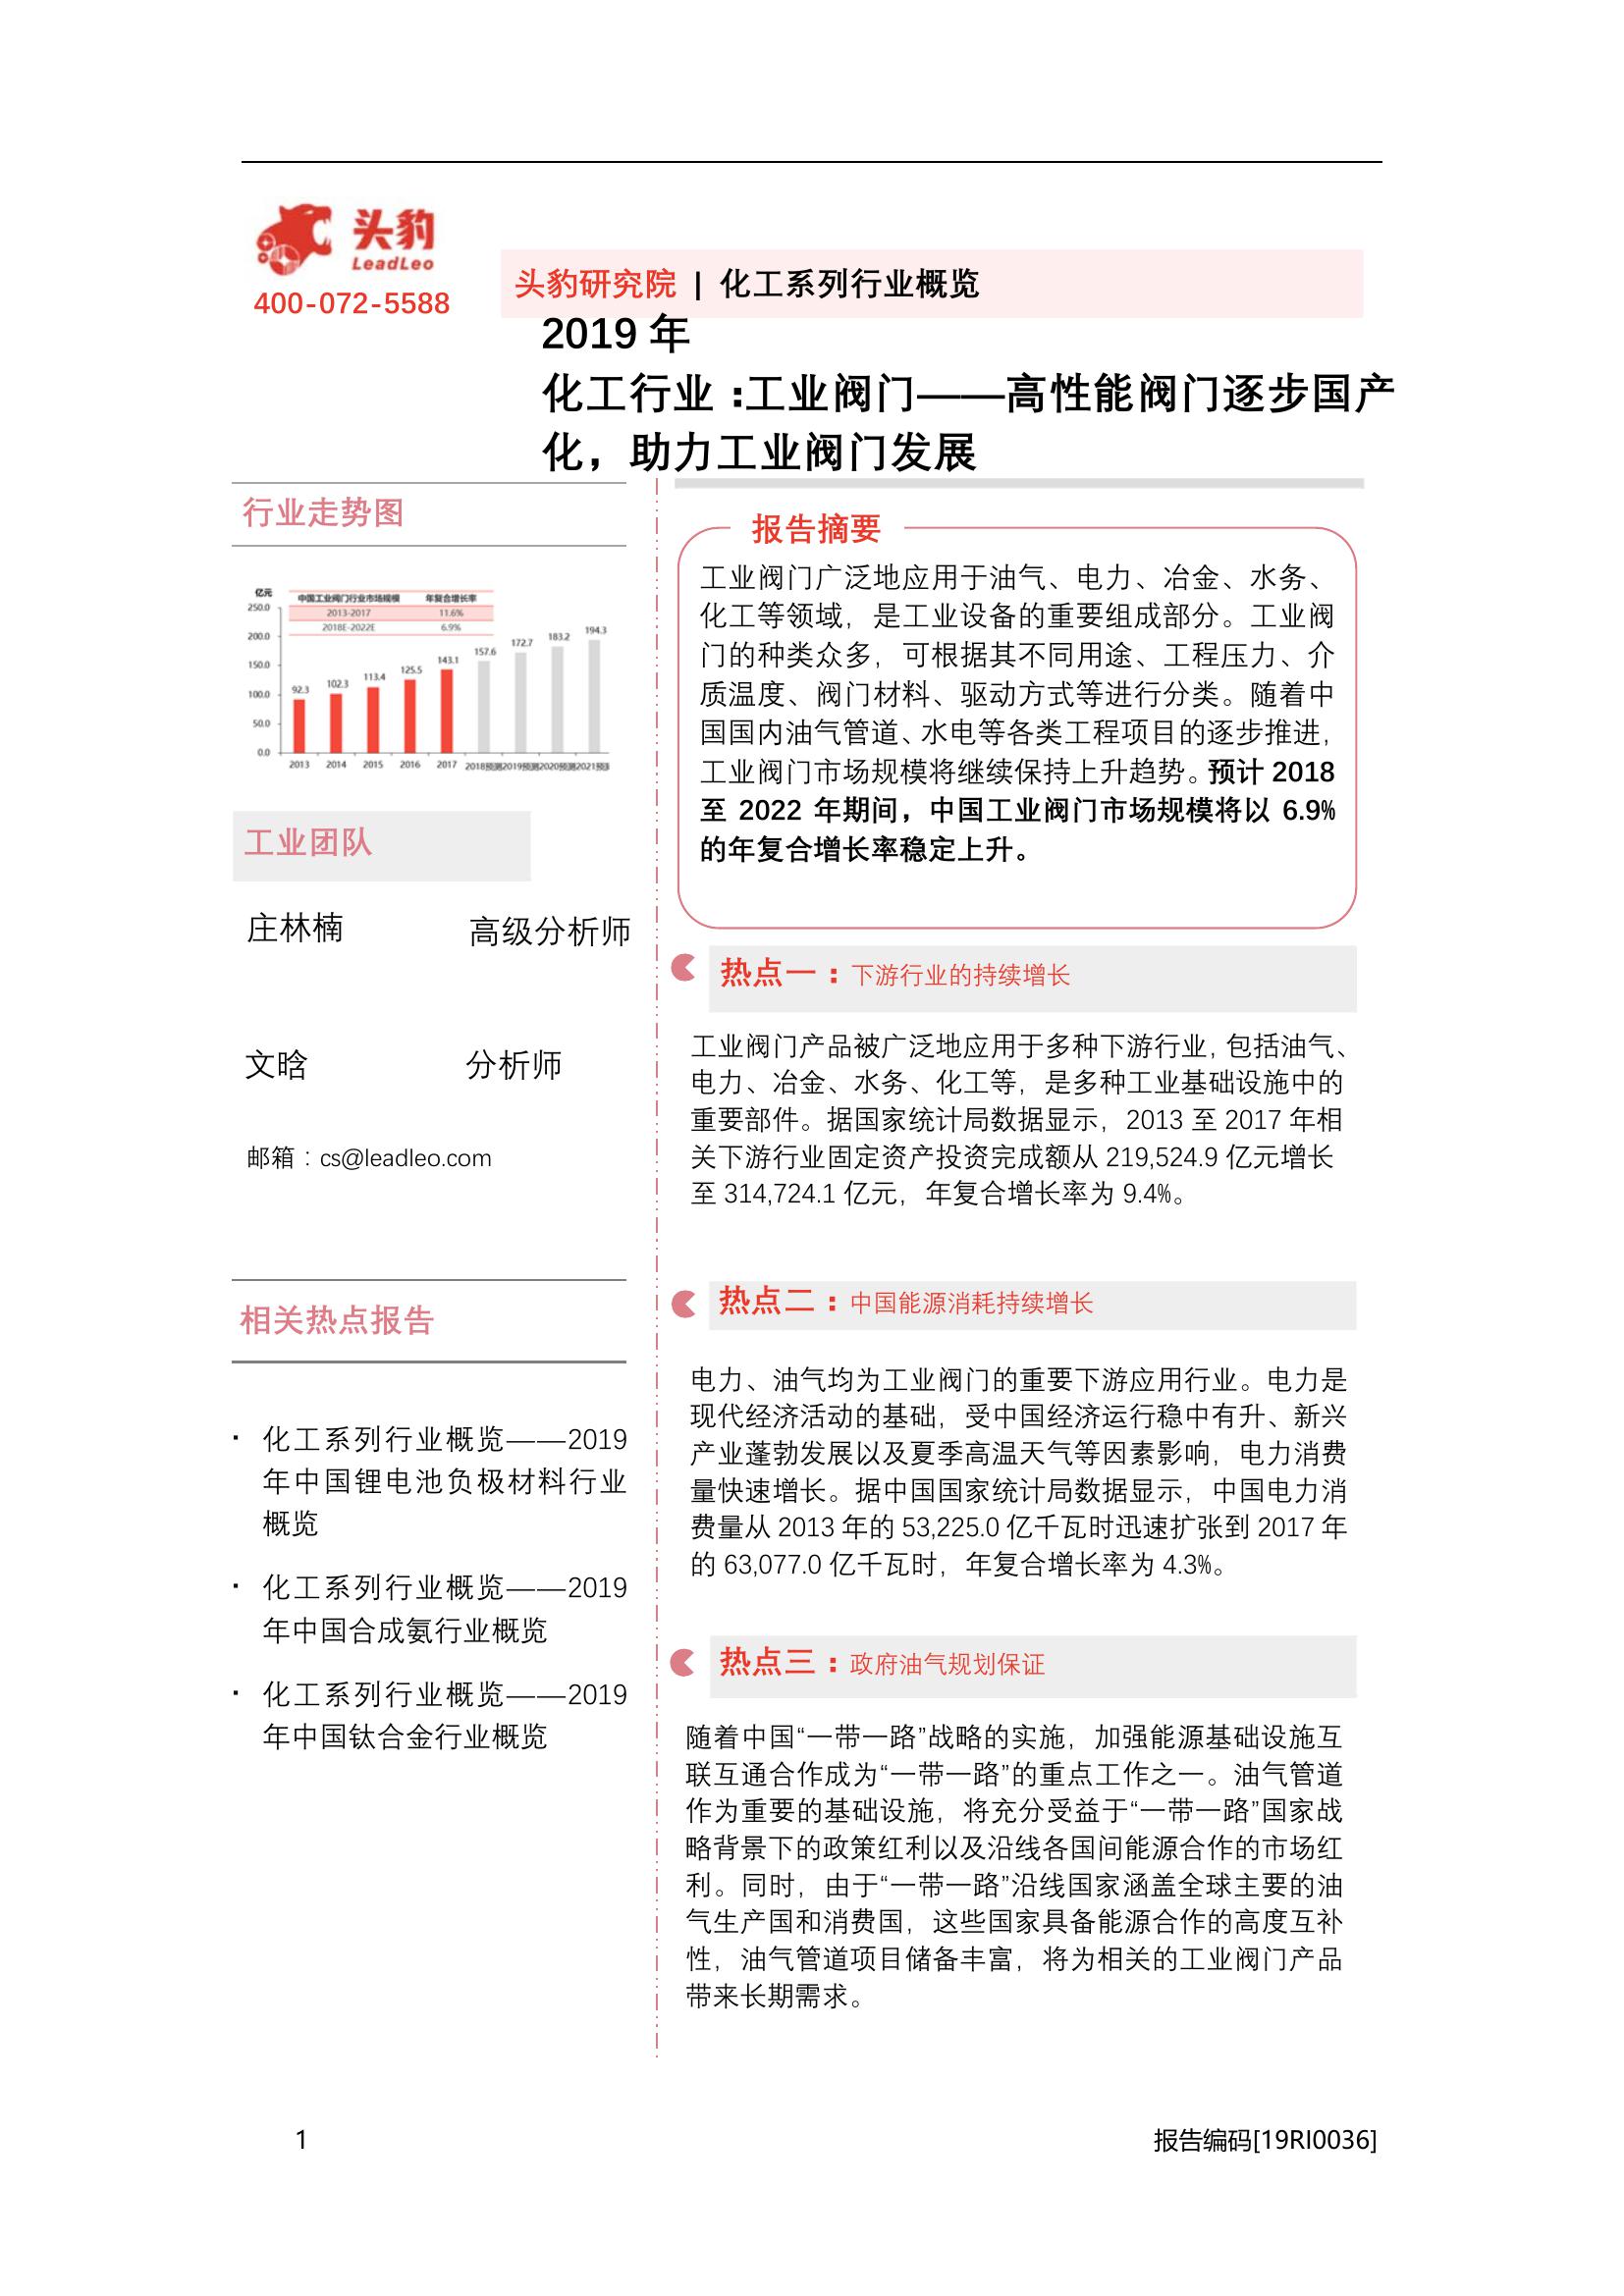 头豹
LeadLeo
400-072-5588
头豹研究院 | 化工系列行业概览
2019 年
化工行业：工业阀门——高性能阀门逐步国产
化，助力工业阀门发展
行业走势图
亿元
中国工业阀门行业市场规模 年复合增长率
2013-2017 11.6%
2018E-2022E 6.9%
250.0
200.0
150.0
100.0
50.0
0.0
92.3 102.3 113.4 125.5 143.1 157.6 172.7 183.2 194.3
2013 2014 2015 2016 2017 2018预测2019预测2020预测2021预测
工业团队
庄林楠 高级分析师
文晗 分析师
邮箱：cs@leadleo.com
相关热点报告
· 化工系列行业概览——2019
年中国锂电池负极材料行业
概览
· 化工系列行业概览——2019
年中国合成氨行业概览
· 化工系列行业概览——2019
年中国钛合金行业概览
报告摘要
工业阀门广泛地应用于油气、电力、冶金、水务、
化工等领域，是工业设备的重要组成部分。工业阀
门的种类众多，可根据其不同用途、工程压力、介
质温度、阀门材料、驱动方式等进行分类。随着中
国国内油气管道、水电等各类工程项目的逐步推进，
工业阀门市场规模将继续保持上升趋势。预计 2018
至 2022 年期间，中国工业阀门市场规模将以 6.9%
的年复合增长率稳定上升。
热点一：下游行业的持续增长
工业阀门产品被广泛地应用于多种下游行业，包括油气、
电力、冶金、水务、化工等，是多种工业基础设施中的
重要部件。据国家统计局数据显示，2013 至 2017 年相
关下游行业固定资产投资完成额从 219,524.9 亿元增长
至 314,724.1 亿元，年复合增长率为 9.4%。
热点二：中国能源消耗持续增长
电力、油气均为工业阀门的重要下游应用行业。电力是
现代经济活动的基础，受中国经济运行稳中有升、新兴
产业蓬勃发展以及夏季高温天气等因素影响，电力消费
量快速增长。据中国国家统计局数据显示，中国电力消
费量从 2013 年的 53,225.0 亿千瓦时迅速扩张到 2017 年
的 63,077.0 亿千瓦时，年复合增长率为 4.3%。
热点三：政府油气规划保证
随着中国“一带一路”战略的实施，加强能源基础设施互
联互通合作成为“一带一路”的重点工作之一。油气管道
作为重要的基础设施，将充分受益于“一带一路”国家战
略背景下的政策红利以及沿线各国间能源合作的市场红
利。同时，由于“一带一路”沿线国家涵盖全球主要的油
气生产国和消费国，这些国家具备能源合作的高度互补
性，油气管道项目储备丰富，将为相关的工业阀门产品
带来长期需求。
1 报告编码[19RI0036]